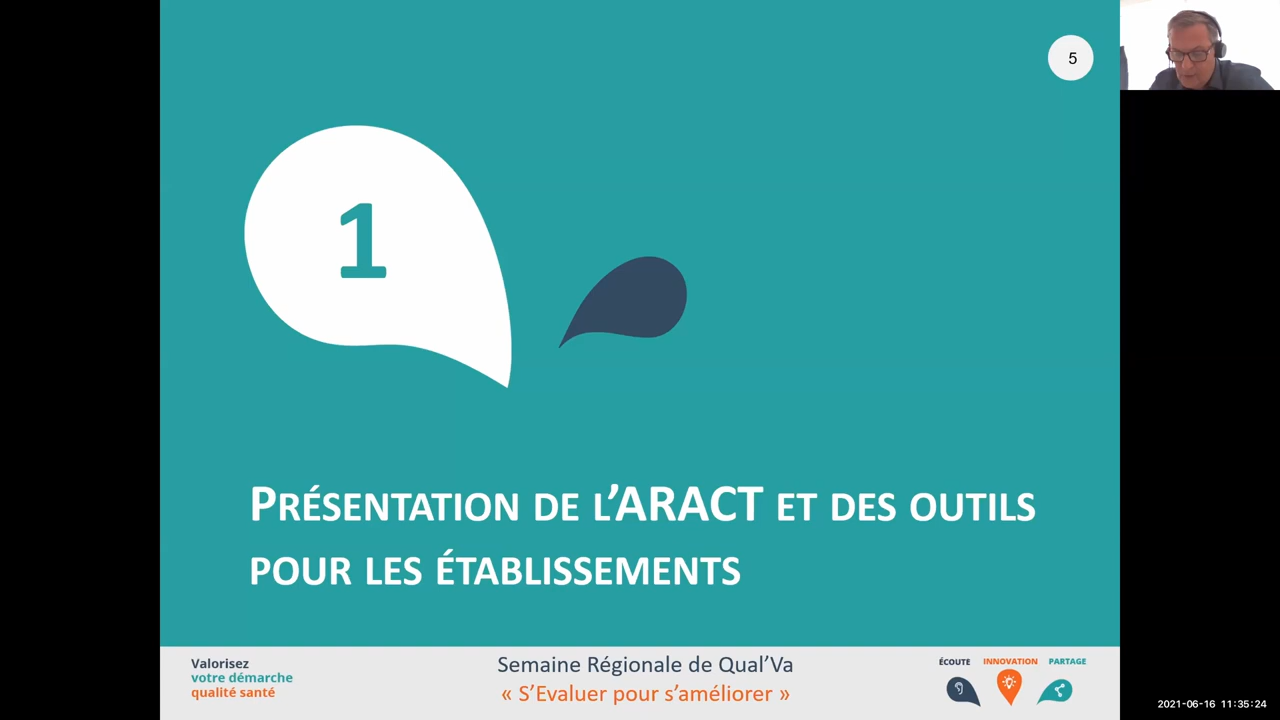 5
1
PRÉSENTATION DE L'ARACT ET DES OUTILS
POUR LES ÉTABLISSEMENTS
Valorisez
votre démarche
qualité santé
Semaine Régionale de Qual'Va
« S'Evaluer pour s'améliorer »
ÉCOUTE INNOVATION PARTAGE
2021-06-16 11:35:24